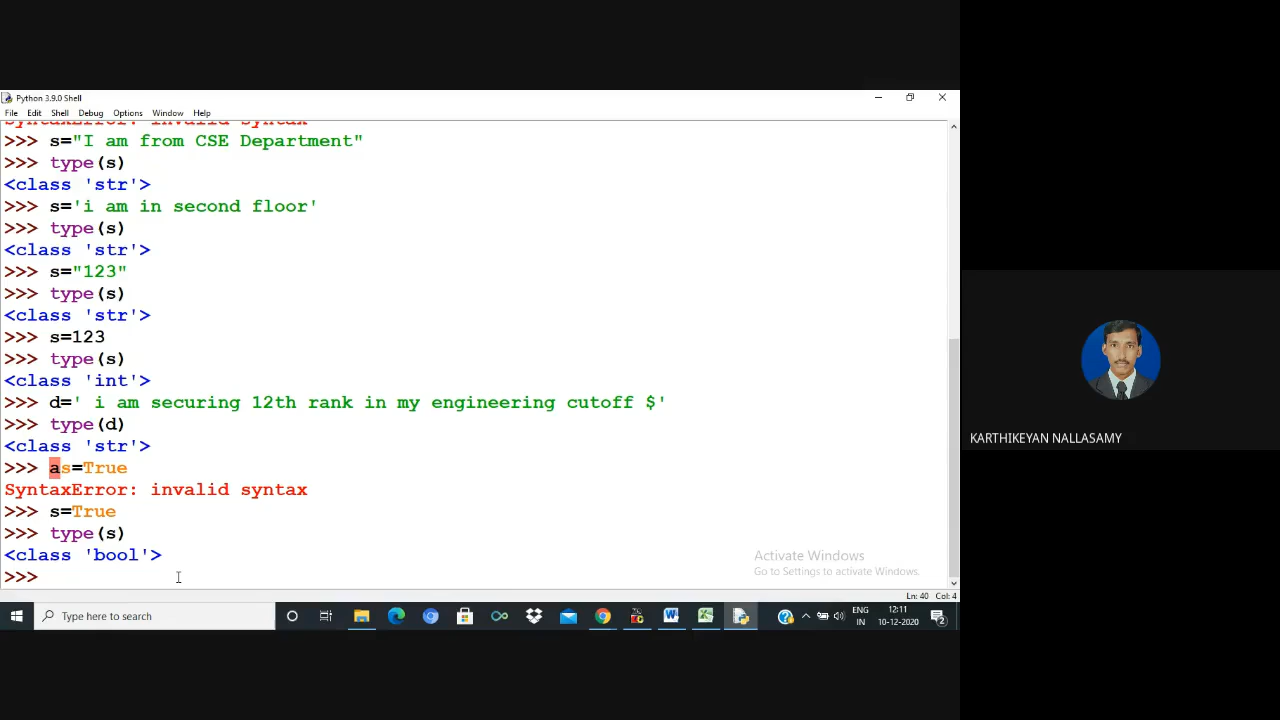 Python 3.9.0 Shell
File Edit Shell Debug Options Window Help
SyntaxError: invalid syntax
>>> s="I am from CSE Department"
>>> type(s)
<class 'str'>
>>> s='i am in second floor'
>>> type(s)
<class 'str'>
>>> s="123"
>>> type(s)
<class 'str'>
>>> s=123
>>> type(s)
<class 'int'>
>>> d=' i am securing 12th rank in my engineering cutoff $'
>>> type(d)
<class 'str'>
>>> as=True
SyntaxError: invalid syntax
>>> s=True
>>> type(s)
<class 'bool'>
>>>
Activate Windows
Go to Settings to activate Windows.
Ln: 40 Col: 4
Type here to search
ENG
IN
12:11
10-12-2020
2
KARTHIKEYAN NALLASAMY